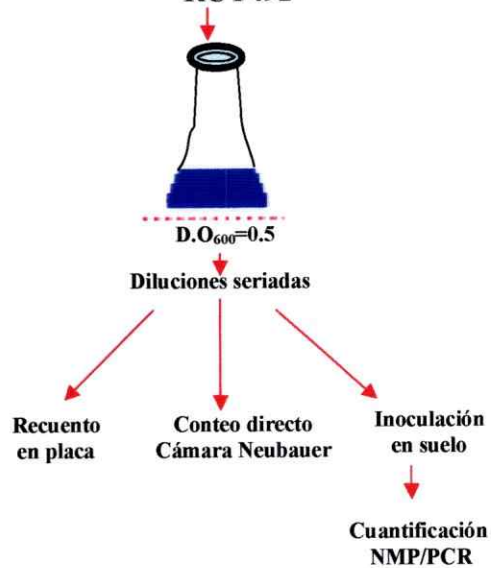 D.O600=0.5
Diluciones seriadas
Recuento
en placa
Conteo directo
Cámara Neubauer
Inoculación
en suelo
Cuantificación
NMP/PCR